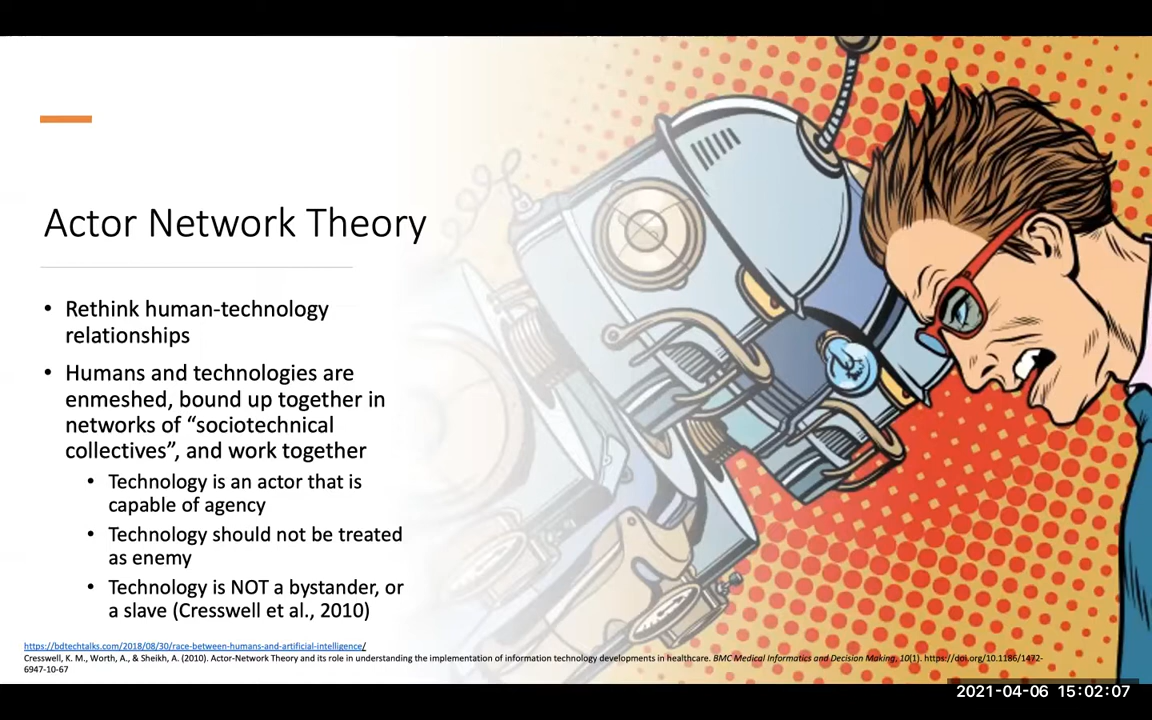 Actor Network Theory
• Rethink human-technology
relationships
• Humans and technologies are
enmeshed, bound up together in
networks of “sociotechnical
collectives”, and work together
• Technology is an actor that is
capable of agency
• Technology should not be treated
as enemy
• Technology is NOT a bystander, or
a slave (Cresswell et al., 2010)
https://bdtechtalks.com/2018/08/30/race-between-humans-and-artificial-intelligence/
Cresswell, K. M., Worth, A., & Sheikh, A. (2010). Actor-Network Theory and its role in understanding the implementation of information technology developments in healthcare. BMC Medical Informatics and Decision Making, 10(1). https://doi.org/10.1186/1472-
6947-10-67
2021-04-06 15:02:07